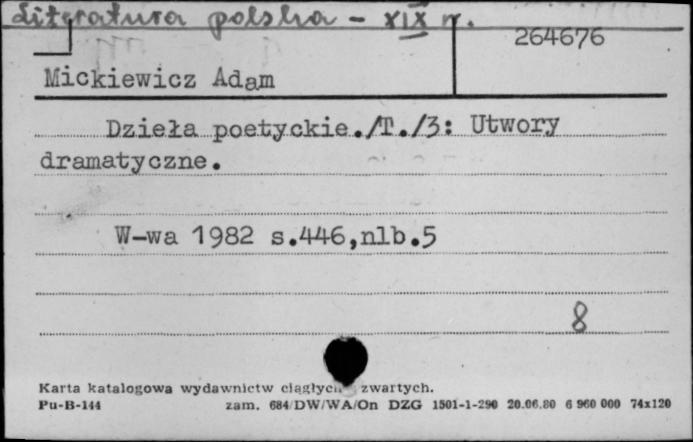 Literatura polska - XIX w.
264676
Mickiewicz Adam
Dzieła poetyckie./T./3: Utwory
dramatyczne.
W-wa 1982 s.446,nlb.5
8
Karta katalogowa wydawnictw ciągłych zwartych.
Pu-B-144 zam. 684/DW/WA/On DZG 1501-1-290 20.06.80 6 960 000 74x120